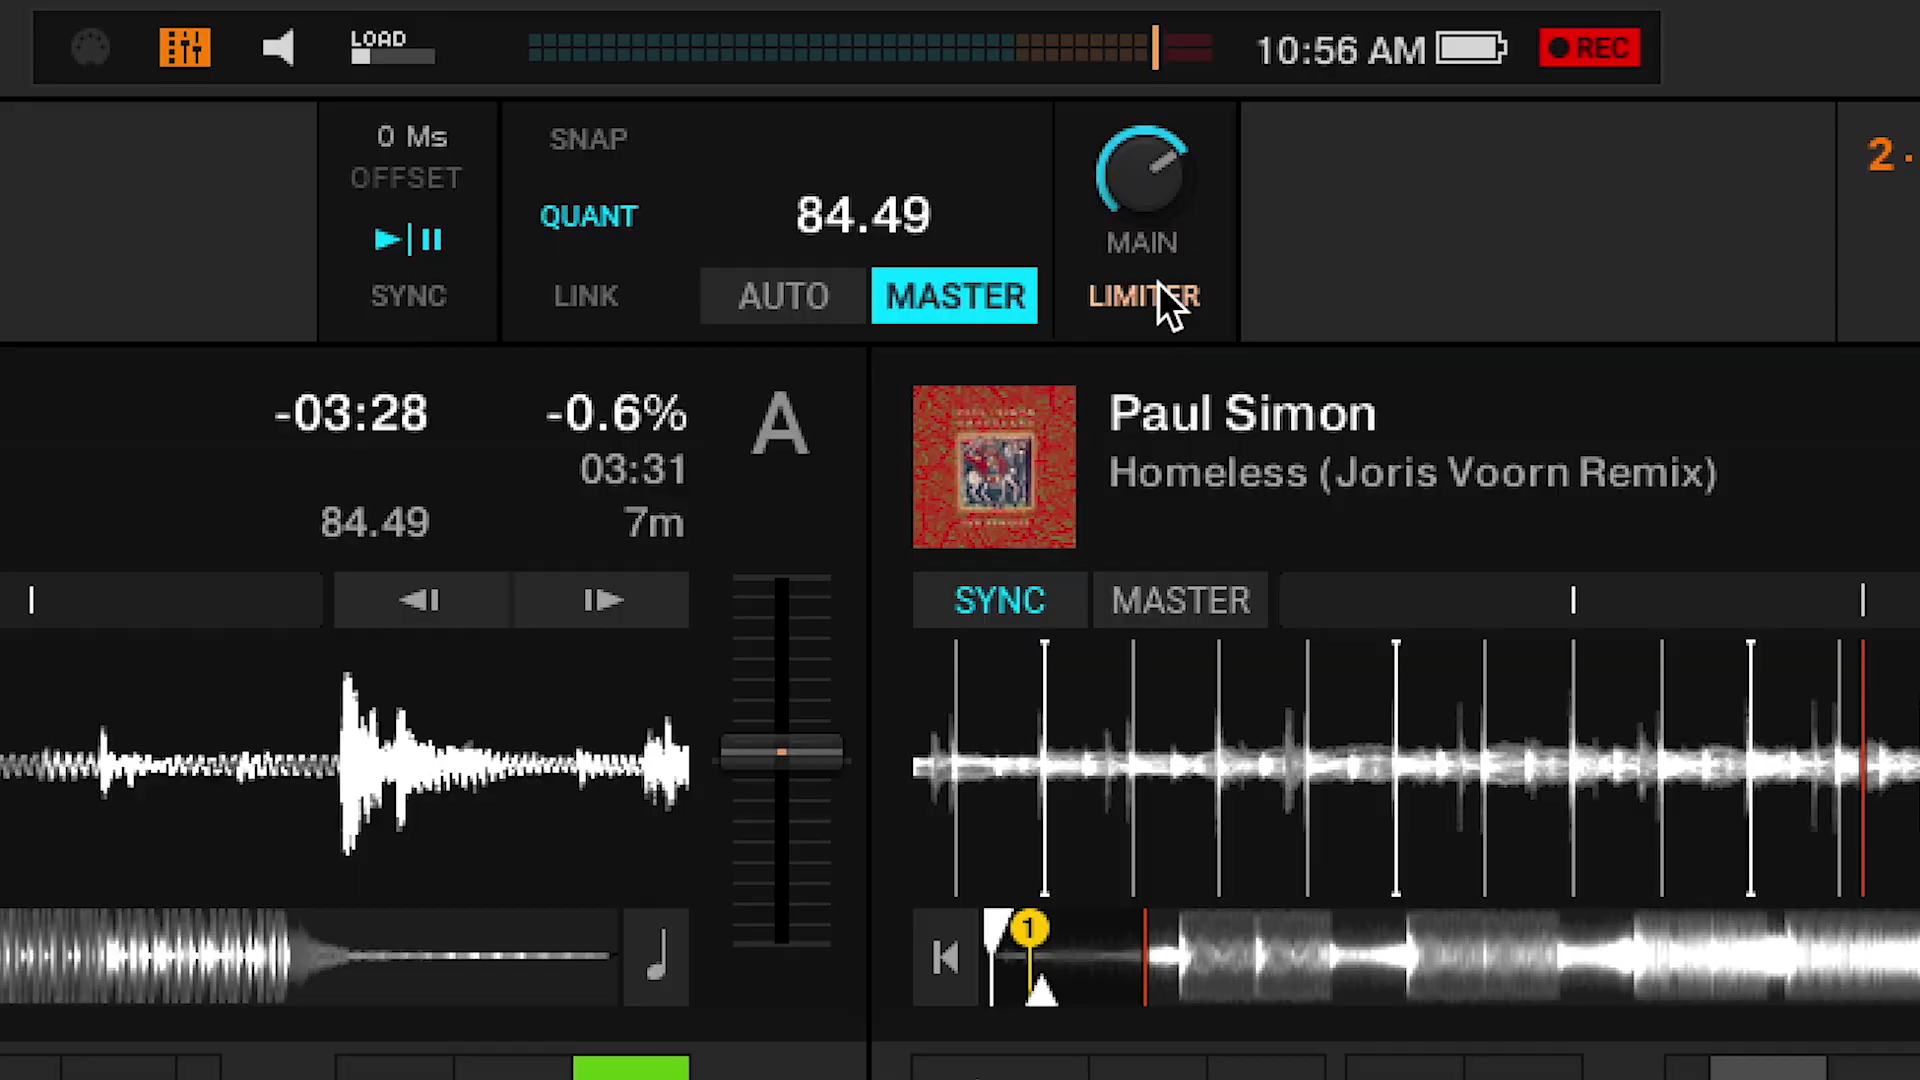 LOAD
10:56 AM
REC
0 Ms
OFFSET
SYNC
SNAP
QUANT
LINK
84.49
AUTO
MASTER
MAIN
LIMITER
2
-03:28
-0.6%
03:31
84.49
7m
A
Paul Simon
Homeless (Joris Voorn Remix)
SYNC
MASTER
1